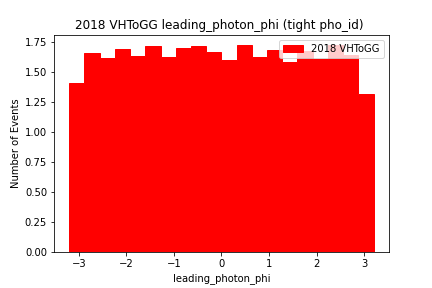 2018 VHToGG leading_photon_phi (tight pho_id)
2018 VHToGG
1.75
1.50
1.25
1.00
0.75
0.50
0.25
0.00
Number of Events
−3 −2 −1 0 1 2 3
leading_photon_phi